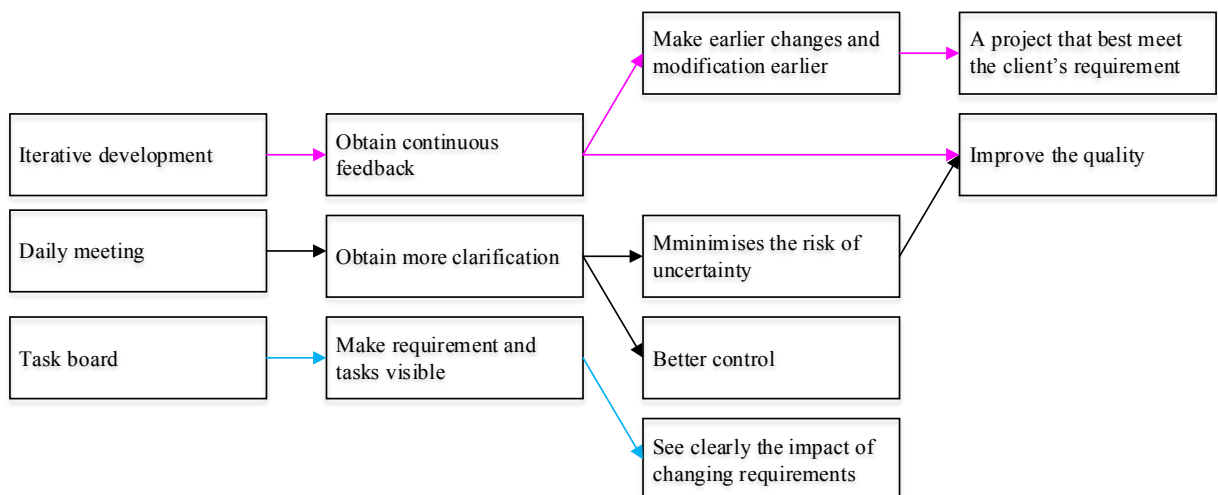 Make earlier changes and
modification earlier
A project that best meet
the client's requirement
Iterative development
Obtain continuous
feedback
Improve the quality
Daily meeting
Obtain more clarification
Mminimises the risk of
uncertainty
Task board
Make requirement and
tasks visible
Better control
See clearly the impact of
changing requirements